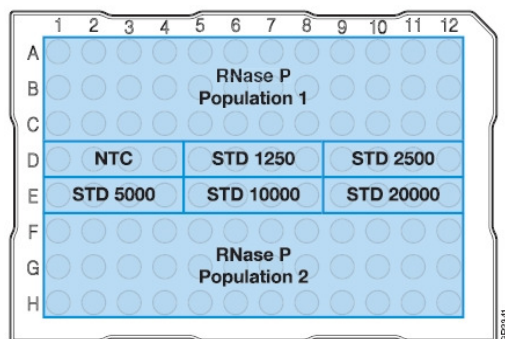 1 2 3 4 5 6 7 8 9 10 11 12
A
RNase P
B
Population 1
C
D NTC STD 1250 STD 2500
E STD 5000 STD 10000 STD 20000
F
RNase P
G
Population 2
H